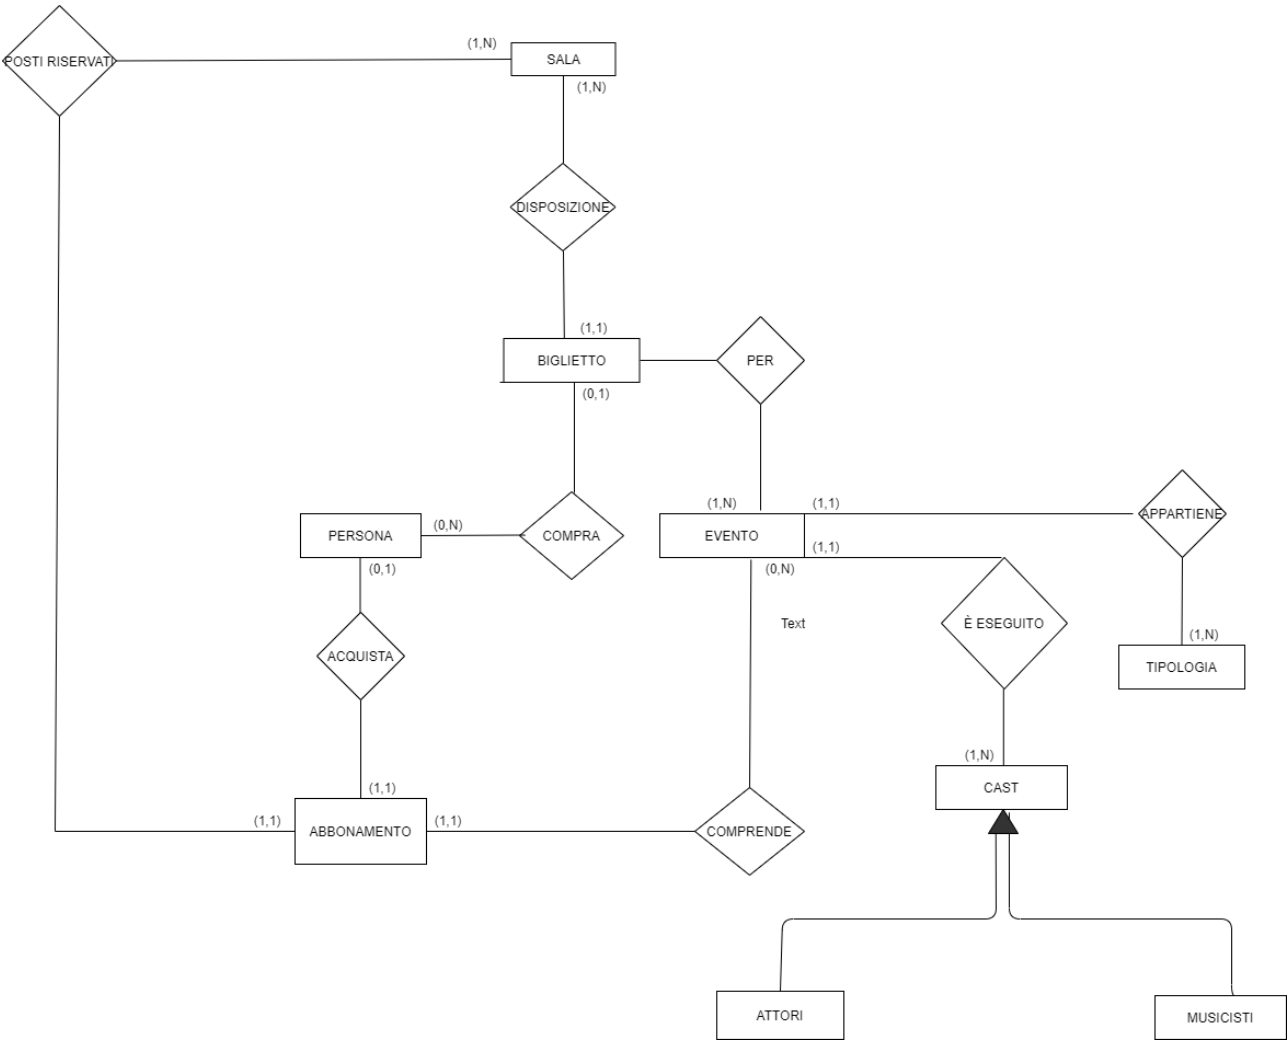 (1,N)
SALA
POSTI RISERVATI
(1,N)
DISPOSIZIONE
(1,1)
BIGLIETTO
PER
(0,1)
(1,N)
(1,1)
APPARTIENE
(0,N)
PERSONA
COMPRA
EVENTO
(1,1)
(0,1)
(0,N)
Text
È ESEGUITO
(1,N)
ACQUISTA
TIPOLOGIA
(1,N)
(1,1)
CAST
(1,1)
(1,1)
ABBONAMENTO
COMPRENDE
ATTORI
MUSICISTI